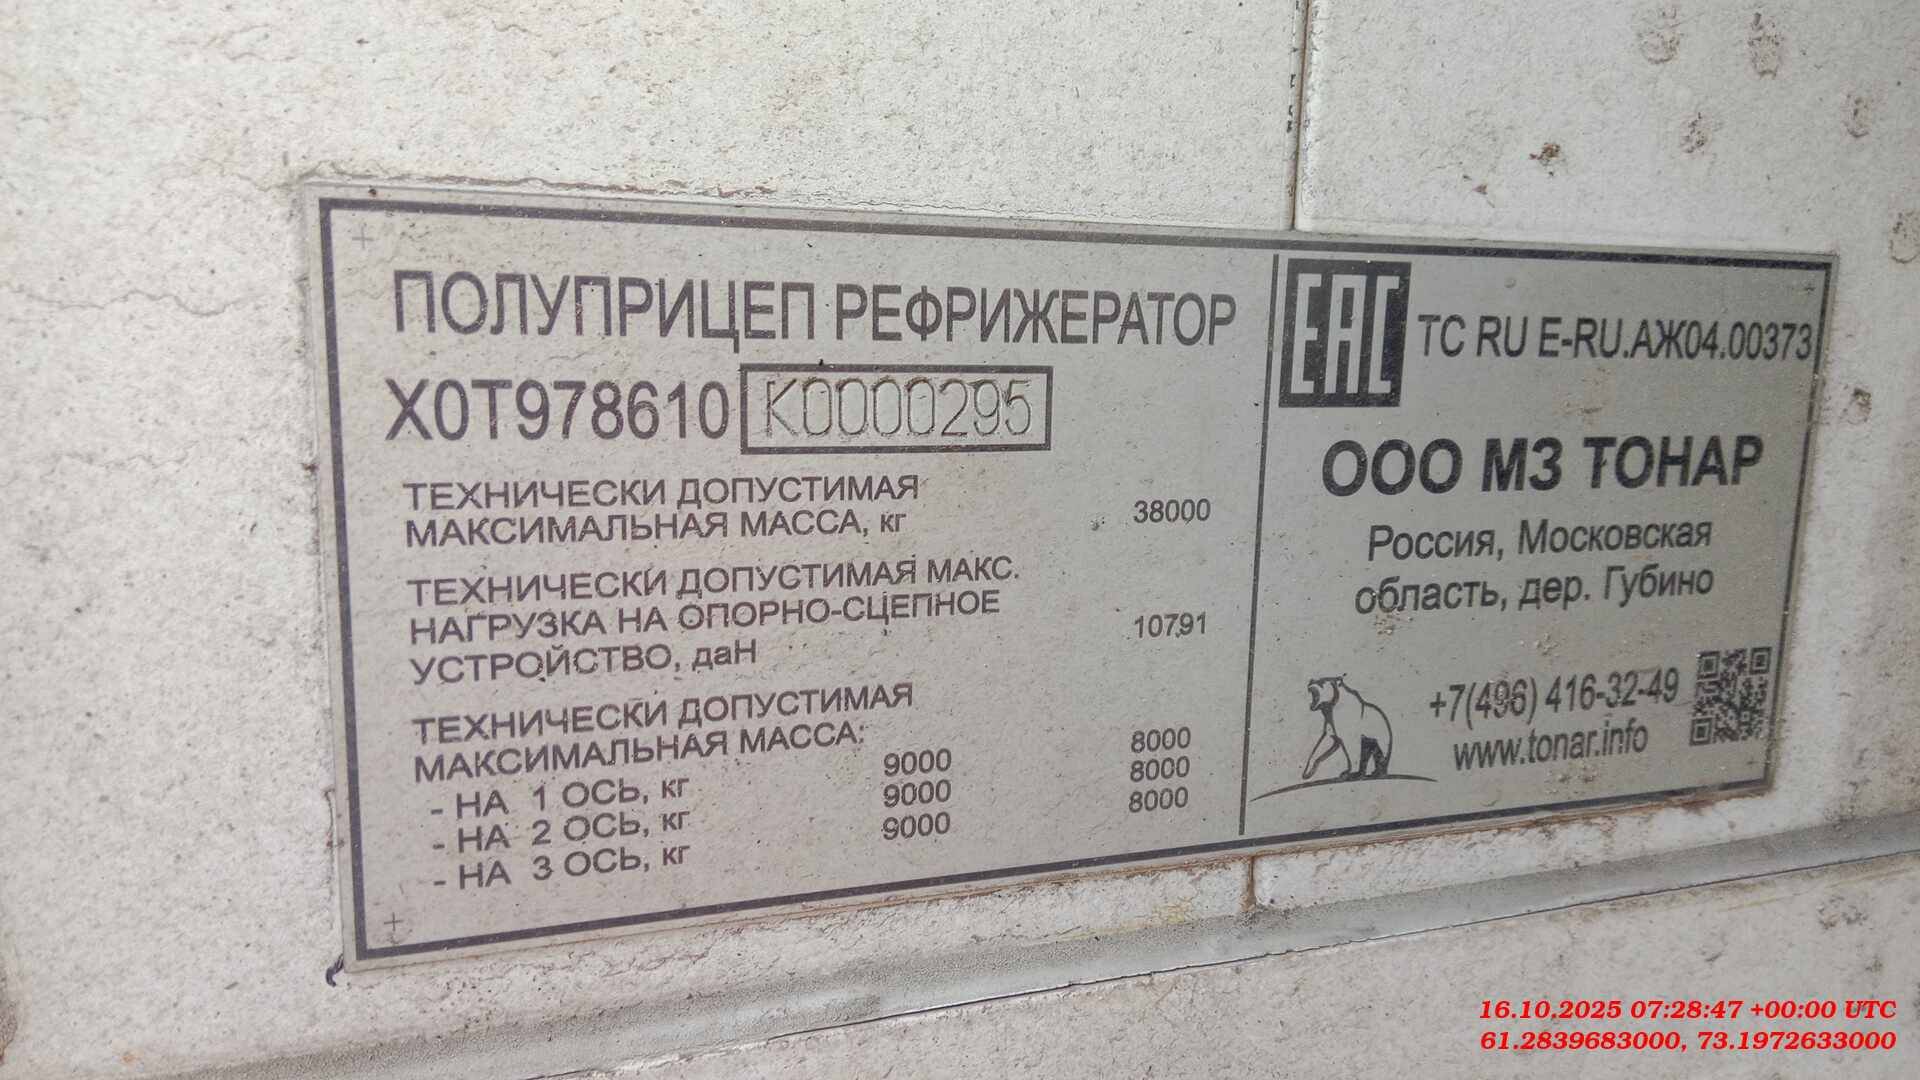 ПОЛУПРИЦЕП РЕФРИЖЕРАТОР
X0T978610 K0000295
ТЕХНИЧЕСКИ ДОПУСТИМАЯ
МАКСИМАЛЬНАЯ МАССА, кг 38000
ТЕХНИЧЕСКИ ДОПУСТИМАЯ МАКС.
НАГРУЗКА НА ОПОРНО-СЦЕПНОЕ
УСТРОЙСТВО, даН 10791
ТЕХНИЧЕСКИ ДОПУСТИМАЯ
МАКСИМАЛЬНАЯ МАССА:
- НА 1 ОСЬ, кг 9000 8000
- НА 2 ОСЬ, кг 9000 8000
- НА 3 ОСЬ, кг 9000 8000
EAC TC RU E-RU.АЖ04.00373
ООО МЗ ТОНАР
Россия, Московская
область, дер. Губино
+7(496) 416-32-49
www.tonar.info
16.10.2025 07:28:47 +00:00 UTC
61.2839683000, 73.1972633000